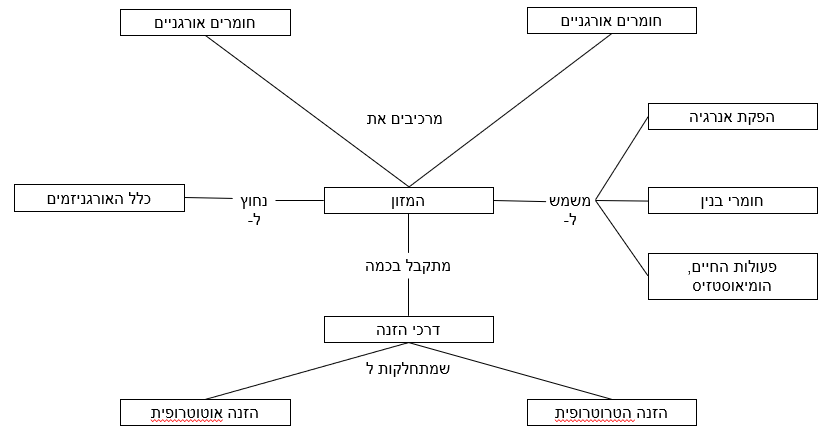 חומרים אורגניים
חומרים אורגניים
מרכיבים את
הפקת אנרגיה
המזון
משמש
ל-
חומרי בנין
נחוץ
ל-
כלל האורגניזמים
פעולות החיים,
הומיאוסטזיס
מתקבל בכמה
דרכי הזנה
שמתחלקות ל
הזנה הטרוטרופית
הזנה אוטוטרופית